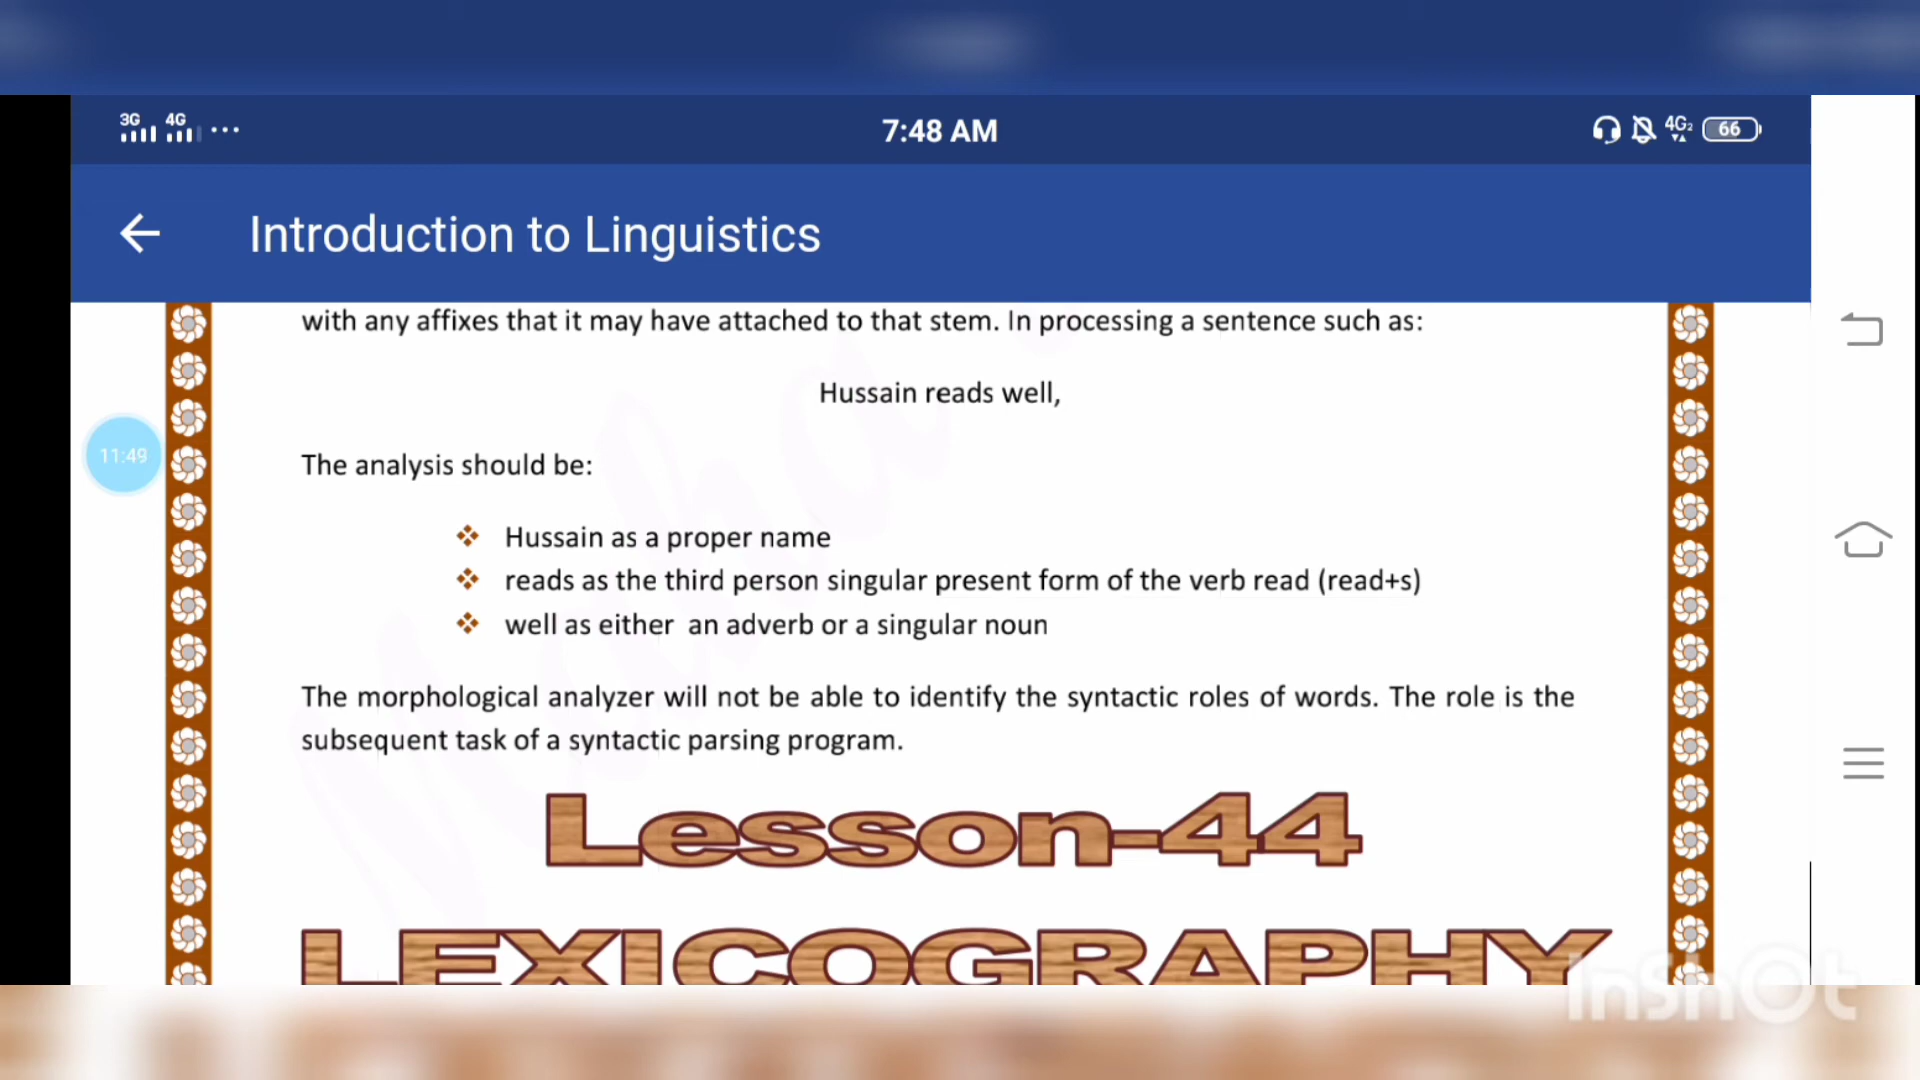 3G 4G ...
7:48 AM
4G2 66
Introduction to Linguistics
with any affixes that it may have attached to that stem. In processing a sentence such as:
Hussain reads well,
11:49
The analysis should be:
❖ Hussain as a proper name
❖ reads as the third person singular present form of the verb read (read+s)
❖ well as either an adverb or a singular noun
The morphological analyzer will not be able to identify the syntactic roles of words. The role is the
subsequent task of a syntactic parsing program.
Lesson-44
LEXICOGRAPHY
InShOt